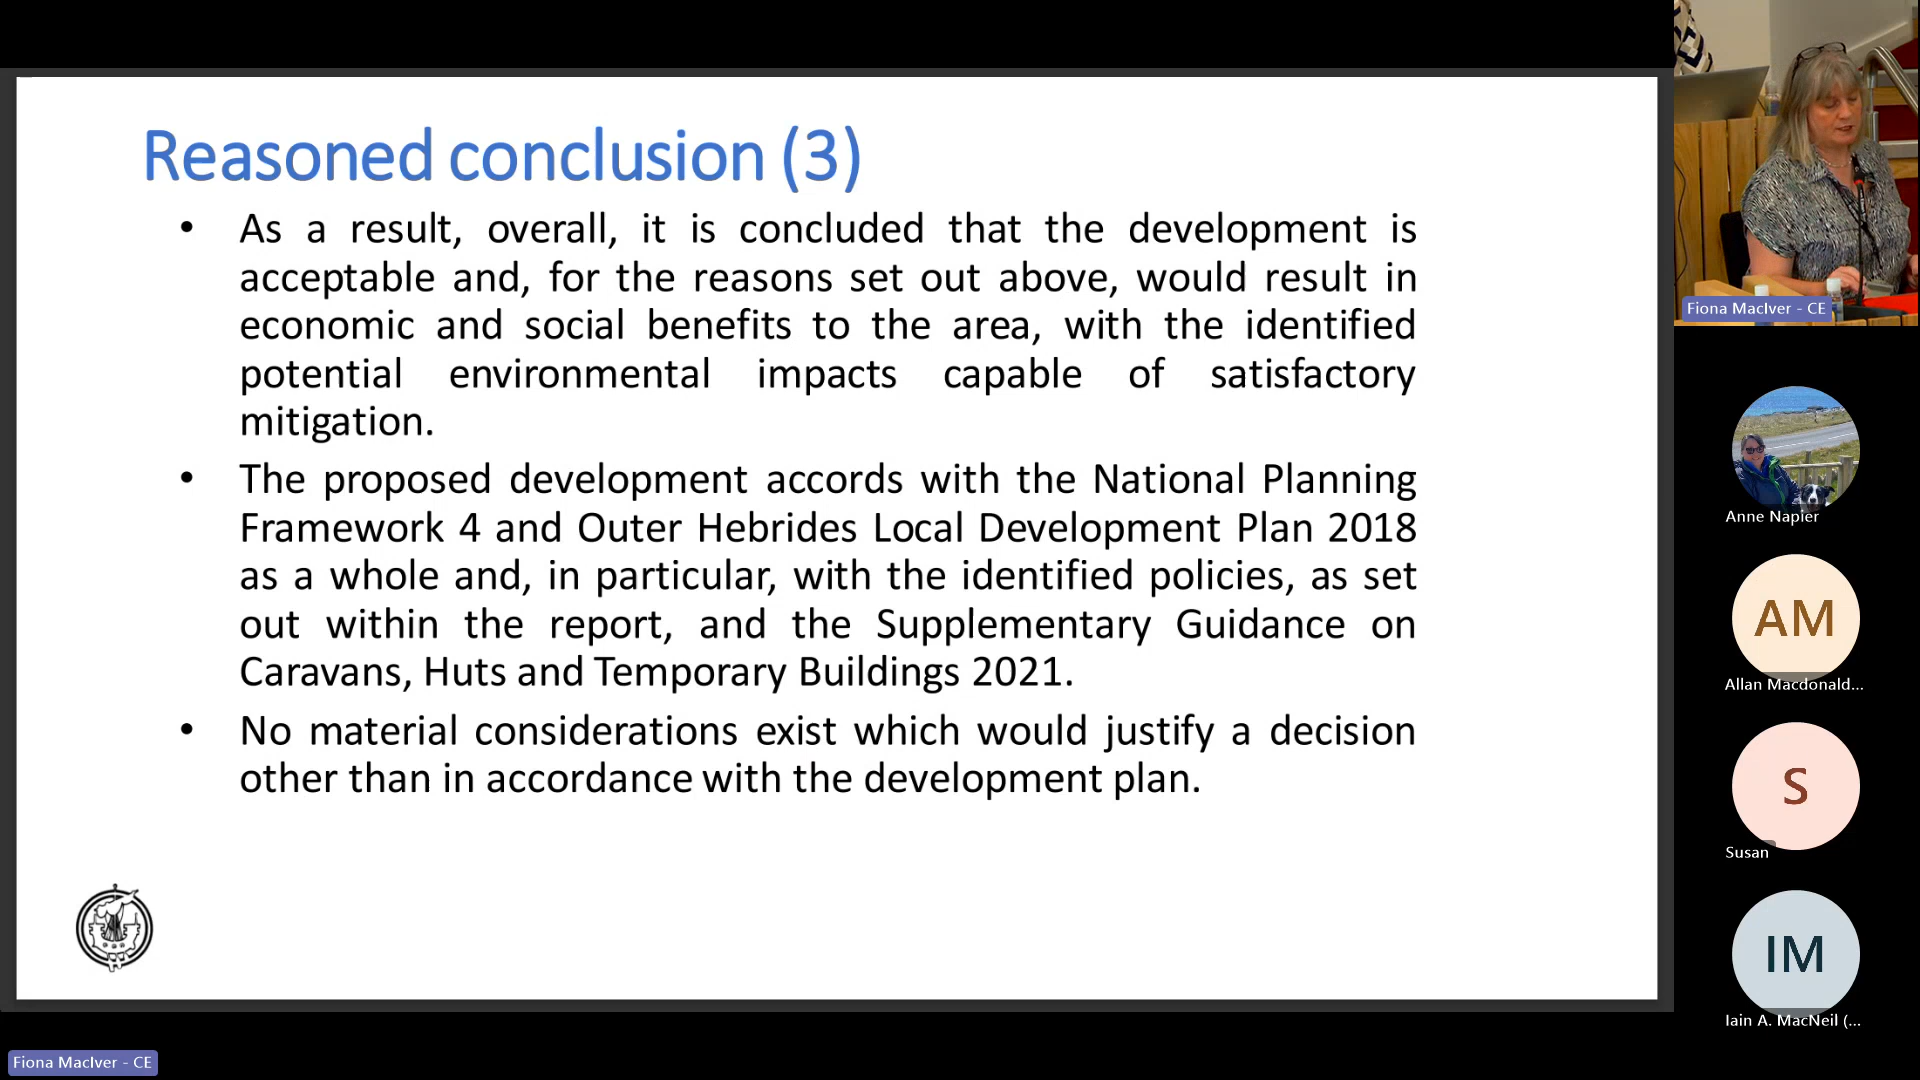 Reasoned conclusion (3)
• As a result, overall, it is concluded that the development is
acceptable and, for the reasons set out above, would result in
economic and social benefits to the area, with the identified
potential environmental impacts capable of satisfactory
mitigation.
• The proposed development accords with the National Planning
Framework 4 and Outer Hebrides Local Development Plan 2018
as a whole and, in particular, with the identified policies, as set
out within the report, and the Supplementary Guidance on
Caravans, Huts and Temporary Buildings 2021.
• No material considerations exist which would justify a decision
other than in accordance with the development plan.
Fiona MacIver - CE
Anne Napier
AM
Allan Macdonald...
S
Susan
IM
Iain A. MacNeil (...
Fiona MacIver - CE